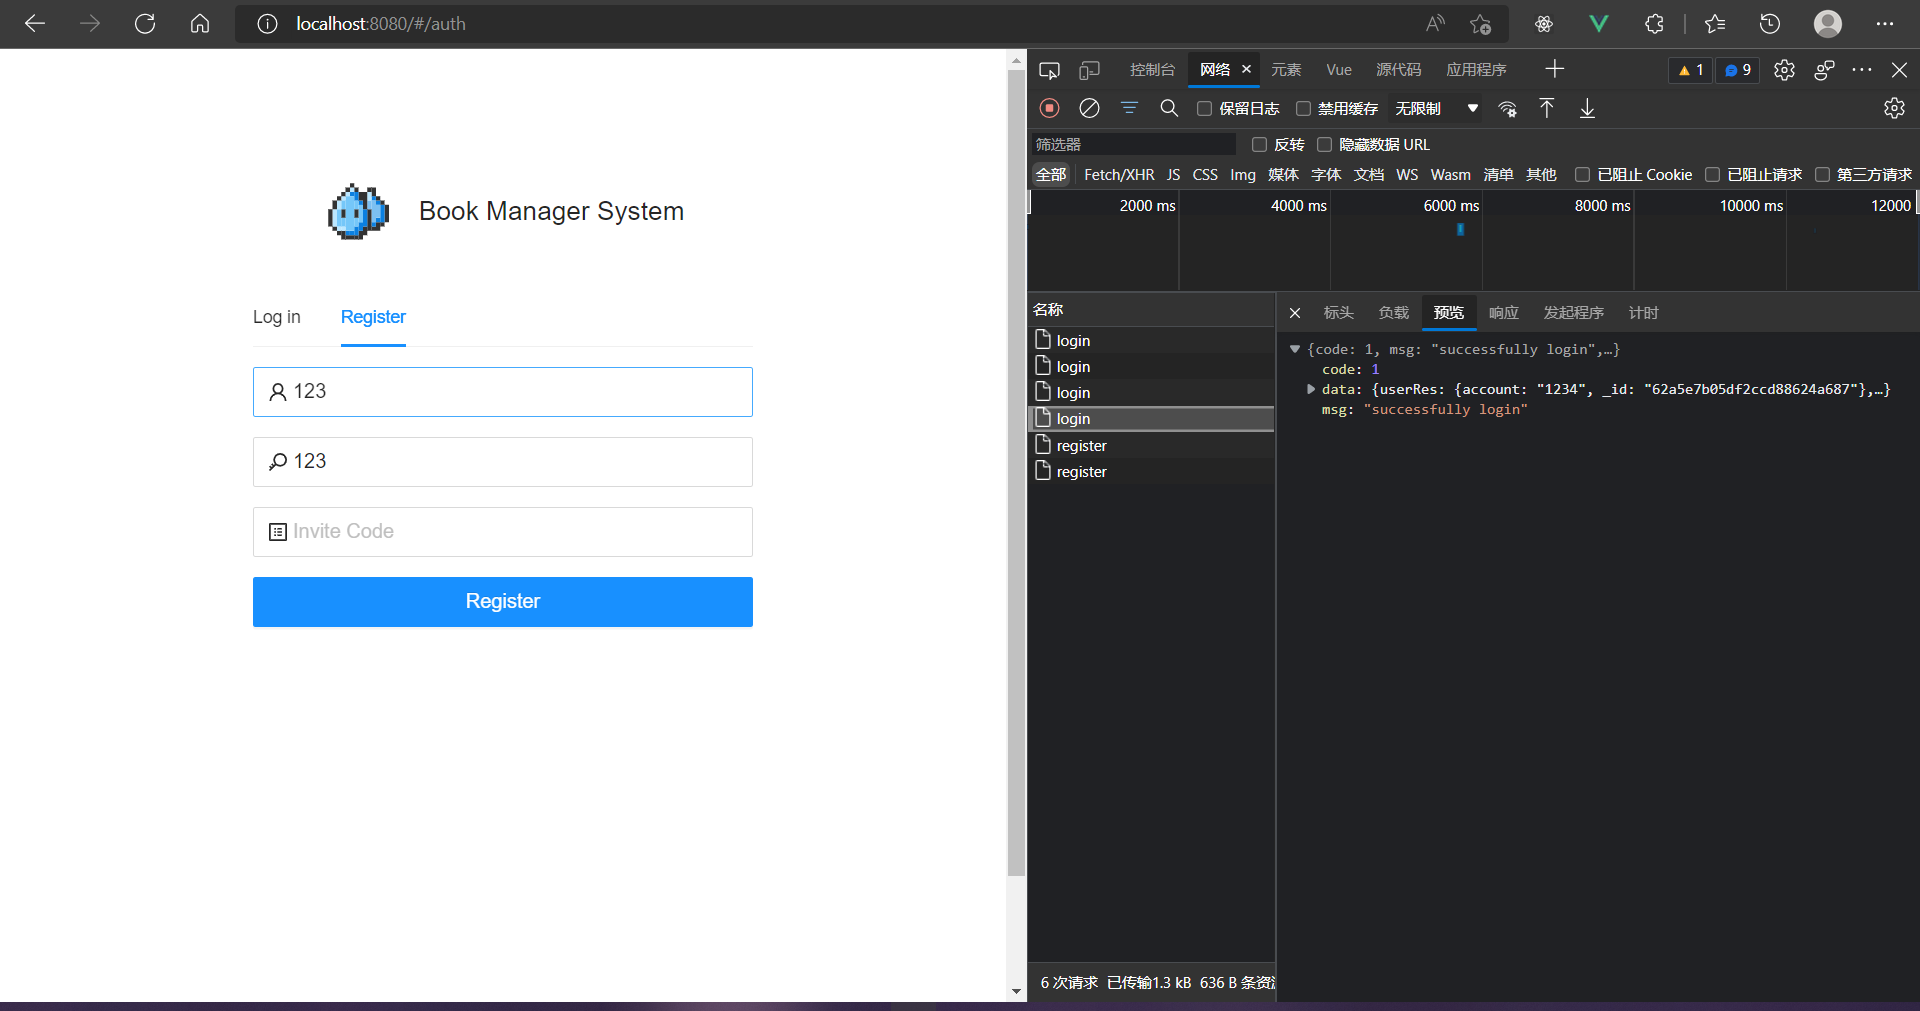 localhost:8080/#/auth
Book Manager System
Log in Register
123
123
Invite Code
Register
控制台 网络 元素 Vue 源代码 应用程序 1 9
保留日志 禁用缓存 无限制
筛选器 反转 隐藏数据 URL
全部 Fetch/XHR JS CSS Img 媒体 字体 文档 WS Wasm 清单 其他 已阻止 Cookie 已阻止请求 第三方请求
2000 ms 4000 ms 6000 ms 8000 ms 10000 ms 12000
名称
login
login
login
login
register
register
6 次请求 已传输1.3 kB 636 B 条资源
标头 负载 预览 响应 发起程序 计时
{code: 1, msg: "successfully login",…}
code: 1
data: {userRes: {account: "1234", _id: "62a5e7b05df2ccd88624a687"},…}
msg: "successfully login"